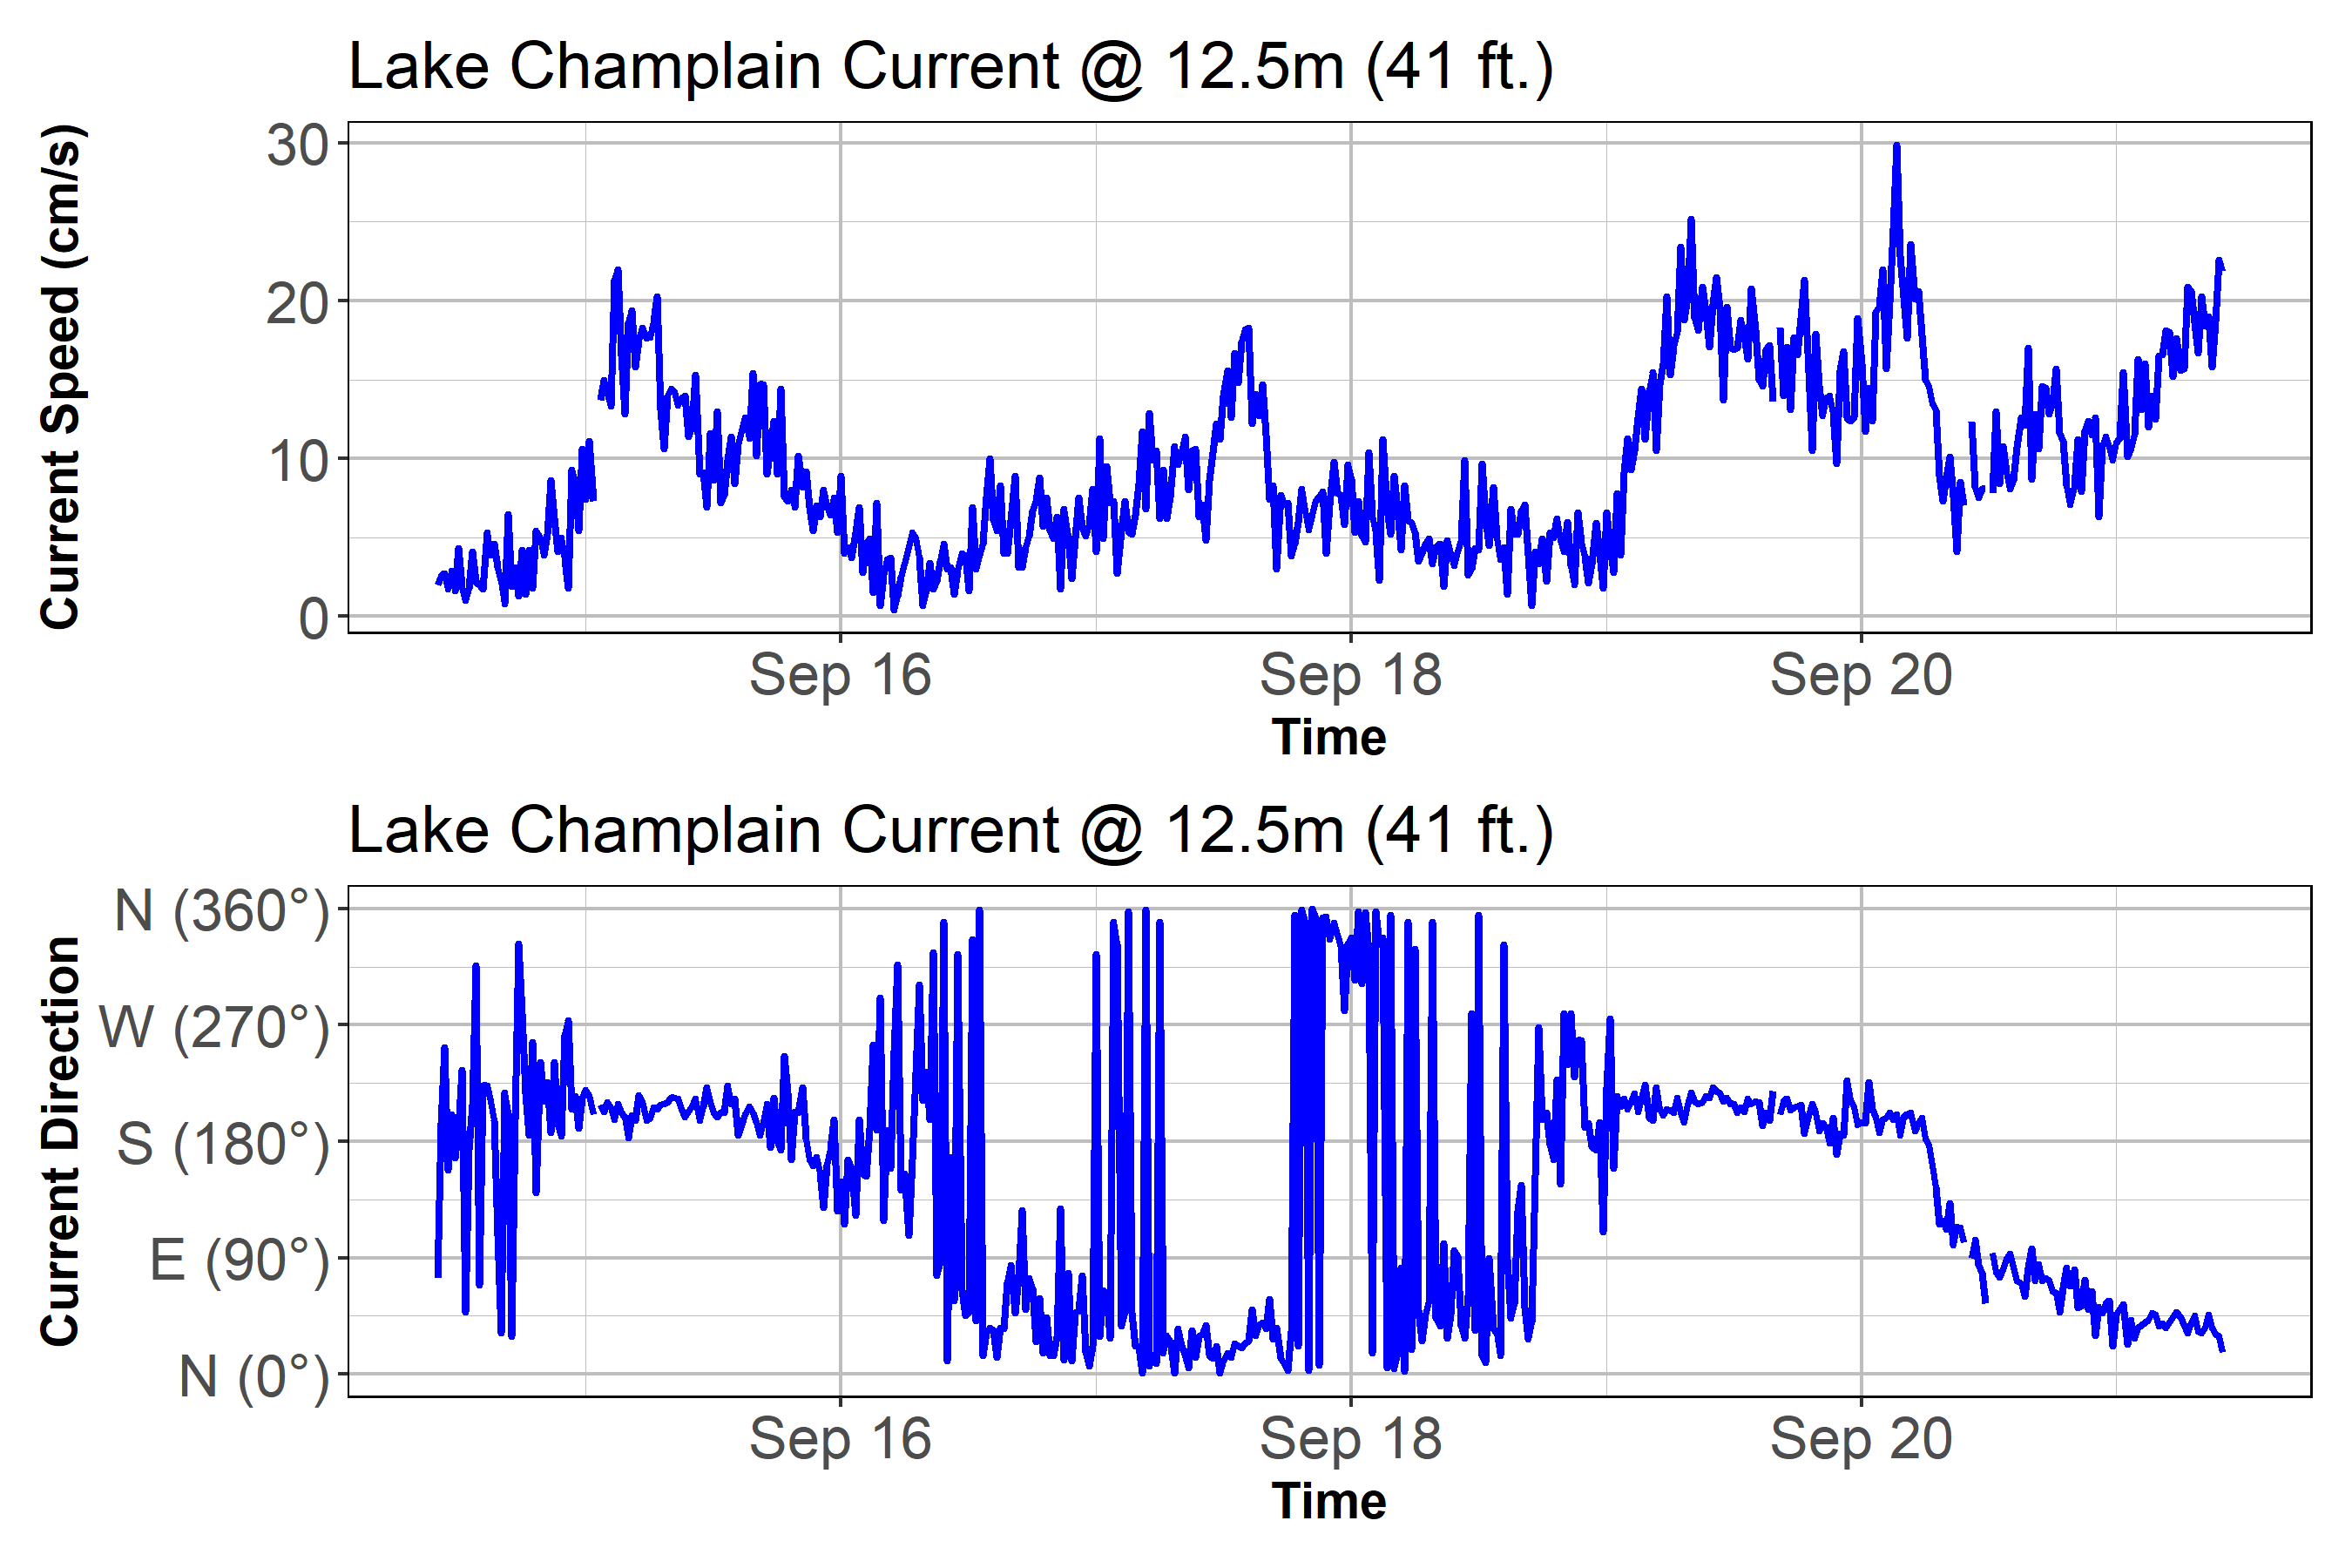 Lake Champlain Current @ 12.5m (41 ft.)
Current Speed (cm/s)
30
20
10
0
Sep 16
Sep 18
Sep 20
Time
Lake Champlain Current @ 12.5m (41 ft.)
Current Direction
N (360°)
W (270°)
S (180°)
E (90°)
N (0°)
Sep 16
Sep 18
Sep 20
Time